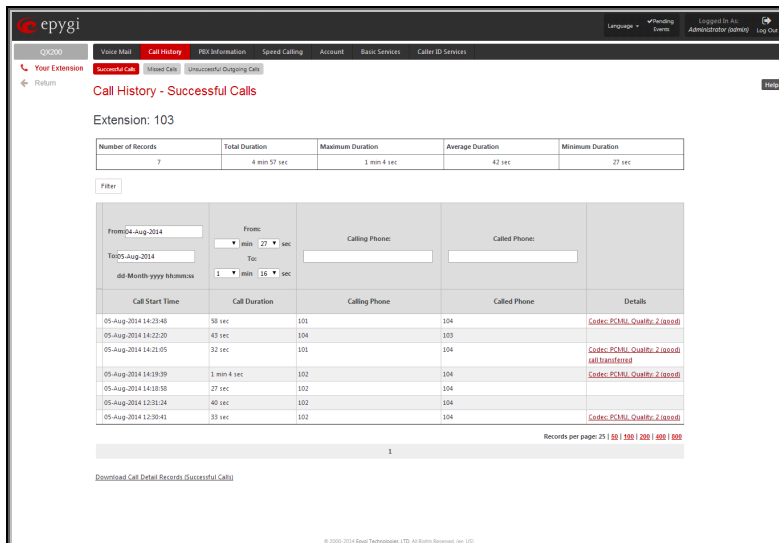 epygi
Language
✔Pending Events
Logged In As: Administrator (admin)
Log Out
QX200
Voice Mail Call History PBX Information Speed Calling Account Basic Services Caller ID Services
Your Extension
Successful Calls Missed Calls Unsuccessful Outgoing Calls
Return
Help
Call History - Successful Calls
Extension: 103
Number of Records Total Duration Maximum Duration Average Duration Minimum Duration
7 4 min 57 sec 1 min 4 sec 42 sec 27 sec
Filter
From: 04-Aug-2014
To: 05-Aug-2014
dd-Month-yyyy hh:mm:ss
From:
min 27 sec
To:
1 min 16 sec
Calling Phone:
Called Phone:
Call Start Time Call Duration Calling Phone Called Phone Details
05-Aug-2014 14:23:48 58 sec 101 104 Codec: PCMU, Quality: 2 (good)
05-Aug-2014 14:22:20 43 sec 104 103
05-Aug-2014 14:21:05 32 sec 101 104 Codec: PCMU, Quality: 2 (good)
call transferred
05-Aug-2014 14:19:39 1 min 4 sec 102 104 Codec: PCMU, Quality: 2 (good)
05-Aug-2014 14:18:58 27 sec 102 104
05-Aug-2014 12:31:24 40 sec 102 104
05-Aug-2014 12:30:41 33 sec 102 104 Codec: PCMU, Quality: 2 (good)
Records per page: 25 | 50 | 100 | 200 | 400 | 800
1
Download Call Detail Records (Successful Calls)
© 2000-2014 Epygi Technologies, LTD. All Rights Reserved.